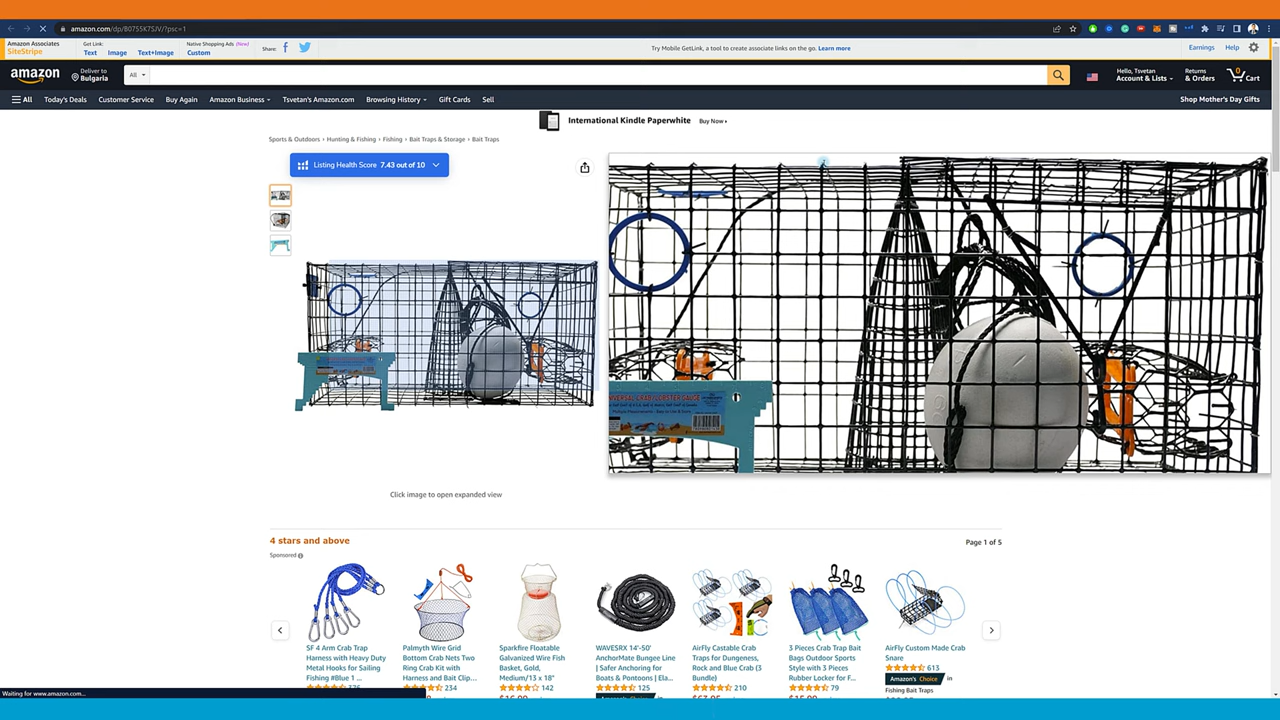 amazon.com/dp/B0755K7SJV/?psc=1
Amazon Associates
SiteStripe
Get Link:
Text Image Text+Image
Native Shopping Ads (New)
Custom
Share:
Try Mobile GetLink, a tool to create associate links on the go. Learn more
Earnings Help
amazon
Deliver to
Bulgaria
All
Hello, Tsvetan
Account & Lists
Returns
& Orders
0
Cart
All Today's Deals Customer Service Buy Again Amazon Business Tsvetan's Amazon.com Browsing History Gift Cards Sell
Shop Mother's Day Gifts
International Kindle Paperwhite Buy Now
Sports & Outdoors › Hunting & Fishing › Fishing › Bait Traps & Storage › Bait Traps
Listing Health Score 7.43 out of 10
Click image to open expanded view
4 stars and above
Sponsored
Page 1 of 5
SF 4 Arm Crab Trap
Harness with Heavy Duty
Metal Hooks for Sailing
Fishing #Blue 1 ...
376
Palmyth Wire Grid
Bottom Crab Nets Two
Ring Crab Kit with
Harness and Bait Clip...
234
Sparkfire Floatable
Galvanized Wire Fish
Basket, Gold,
Medium/13 x 18"
142
WAVESRX 14'-50'
AnchorMate Bungee Line
| Safer Anchoring for
Boats & Pontoons | Ela...
125
AirFly Castable Crab
Traps for Dungeness,
Rock and Blue Crab (3
Bundle)
210
3 Pieces Crab Trap Bait
Bags Outdoor Sports
Style with 3 Pieces
Rubber Locker for F...
79
AirFly Custom Made Crab
Snare
613
Amazon's Choice in
Fishing Bait Traps
Waiting for www.amazon.com...